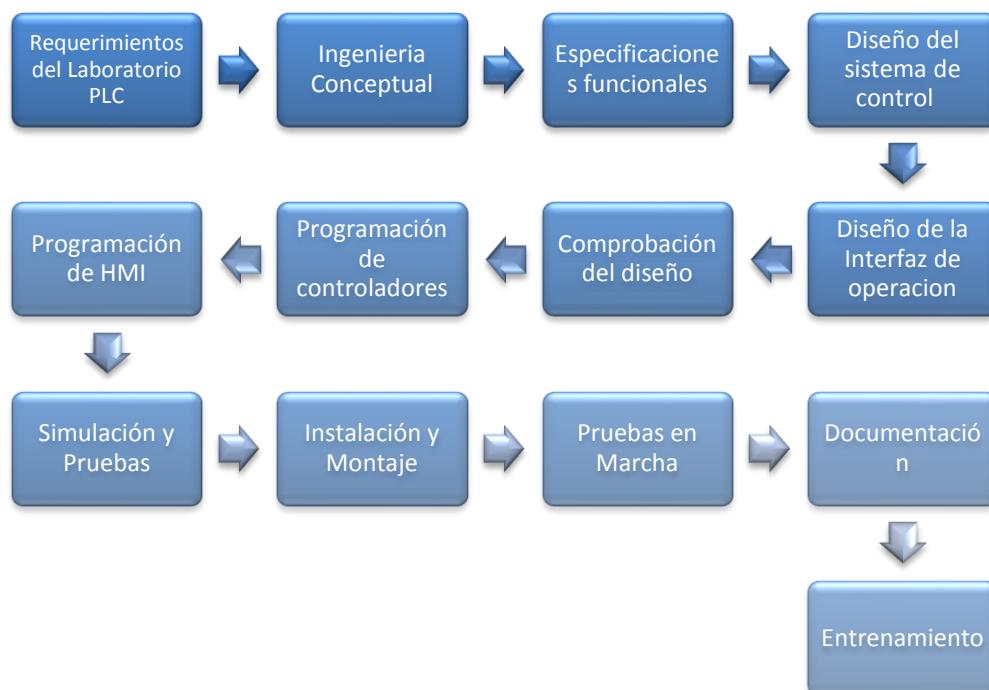 Requerimientos
del Laboratorio
PLC
Ingenieria
Conceptual
Especificacione
s funcionales
Diseño del
sistema de
control
Diseño de la
Interfaz de
operacion
Comprobación
del diseño
Programación
de
controladores
Programación
de HMI
Simulación y
Pruebas
Instalación y
Montaje
Pruebas en
Marcha
Documentació
n
Entrenamiento